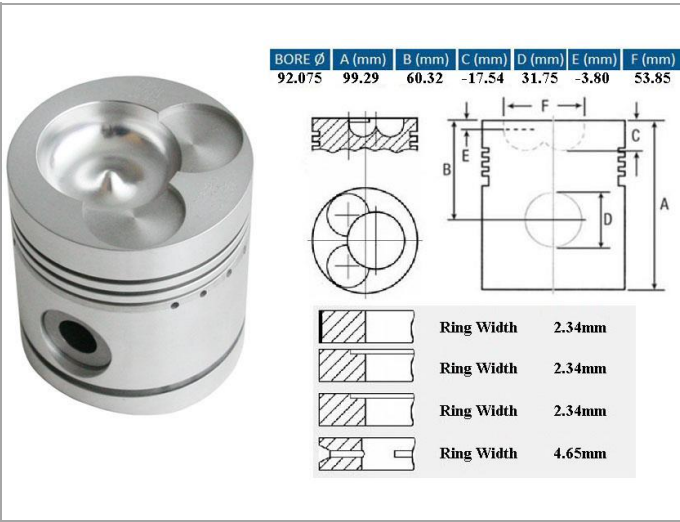 BORE Ø A (mm) B (mm) C (mm) D (mm) E (mm) F (mm)
92.075 99.29 60.32 -17.54 31.75 -3.80 53.85
F
E
C
B
D
A
Ring Width 2.34mm
Ring Width 2.34mm
Ring Width 2.34mm
Ring Width 4.65mm